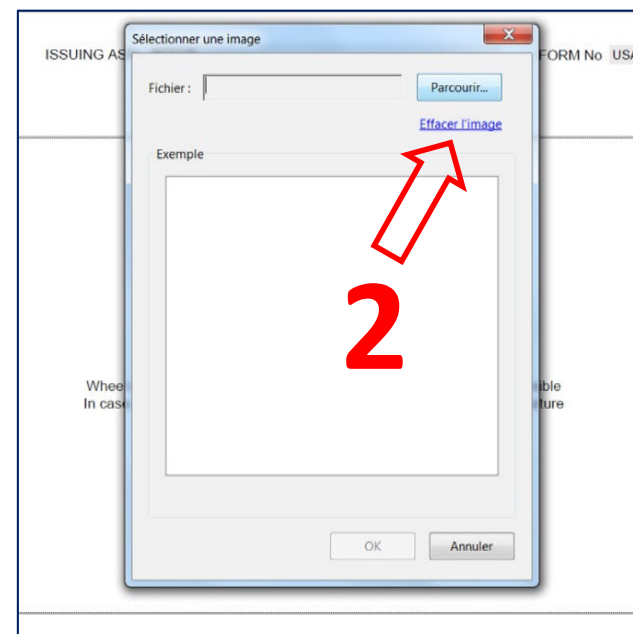 Sélectionner une image
ISSUING AS FORM No USA
Fichier : Parcourir...
Effacer l'image
Exemple
2
Whee ible
In case ture
OK Annuler